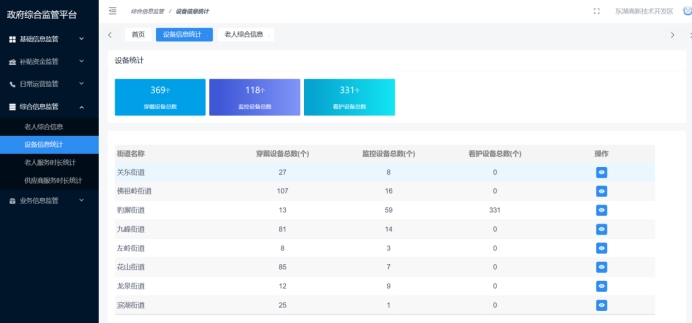 政府综合监管平台
综合信息监管 / 设备信息统计
东湖高新技术开发区
首页 设备信息统计 老人综合信息
基础信息监管
补贴资金监管
日常运营监管
综合信息监管
老人综合信息
设备信息统计
老人服务时长统计
供应商服务时长统计
业务信息监管
设备统计
369个 118个 331个
穿戴设备总数 监控设备总数 看护设备总数
街道名称 穿戴设备总数(个) 监控设备总数(个) 看护设备总数(个) 操作
关东街道 27 8 0
佛祖岭街道 107 16 0
豹澥街道 13 59 331
九峰街道 81 14 0
左岭街道 8 3 0
花山街道 85 7 0
龙泉街道 12 9 0
滨湖街道 25 1 0